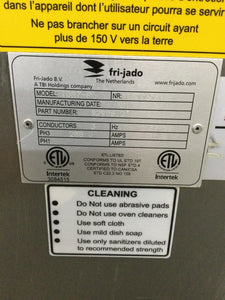 dans l'appareil dont l'utilisateur pourra se servir
Ne pas brancher sur un circuit ayant
plus de 150 V vers la terre
Fri-Jado B.V.
A TBI Holdings company
fri-jado
The Netherlands
www.frijado.com
MODEL: NR:
MANUFACTURING DATE:
PART NUMBER:
CONDUCTORS Hz
PH3 AMPS
PH1 AMPS
ETL LISTED
CONFORMS TO UL STD 197
CONFORMS TO NSF STD 4
CERTIFIED TO CAN/CSA
STD C22.2 NO 109
Intertek
3084515
Intertek
CLEANING
Do not use abrasive pads
Do not use oven cleaners
Use soft cloth
Use mild dish soap
Use only sanitizers diluted
to recommended strength